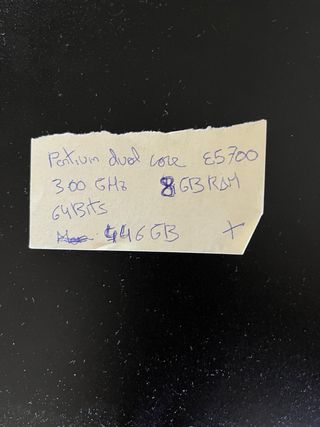 Pentium dual core E5700
3.00 GHz 8GB RAM
64Bits
446GB +